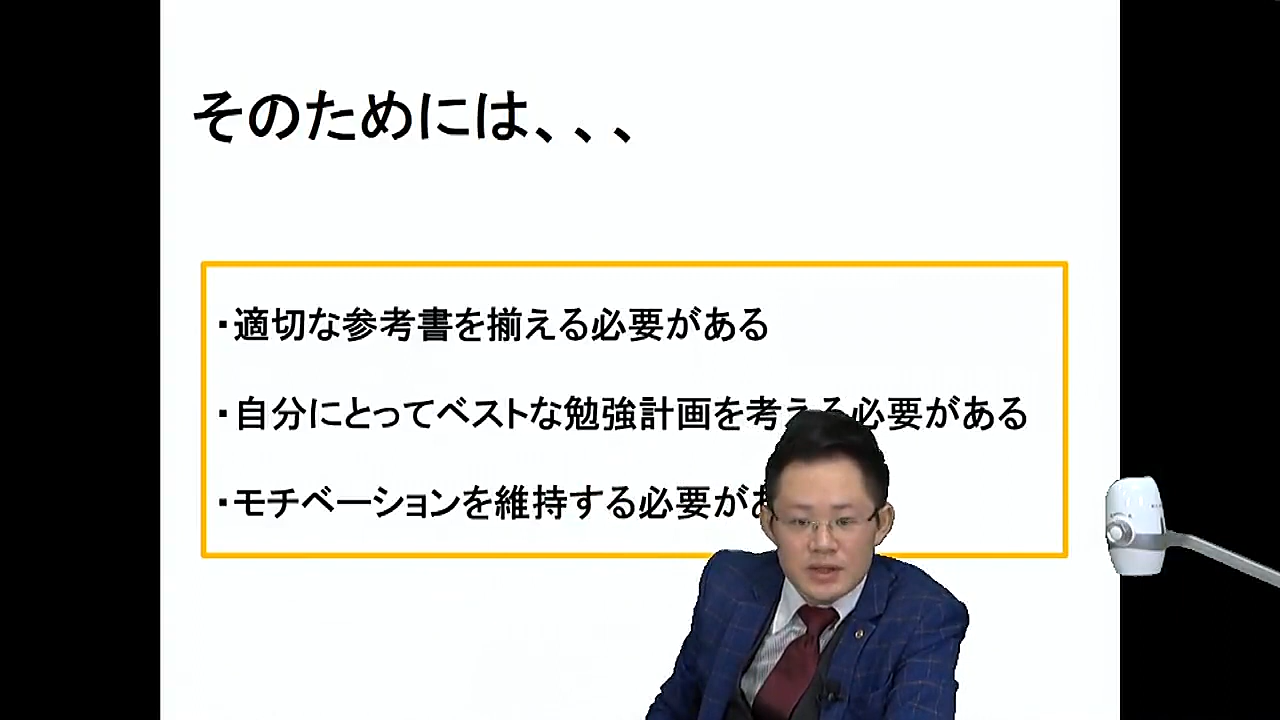 そのためには、、、
・適切な参考書を揃える必要がある
・自分にとってベストな勉強計画を考える必要がある
・モチベーションを維持する必要があ